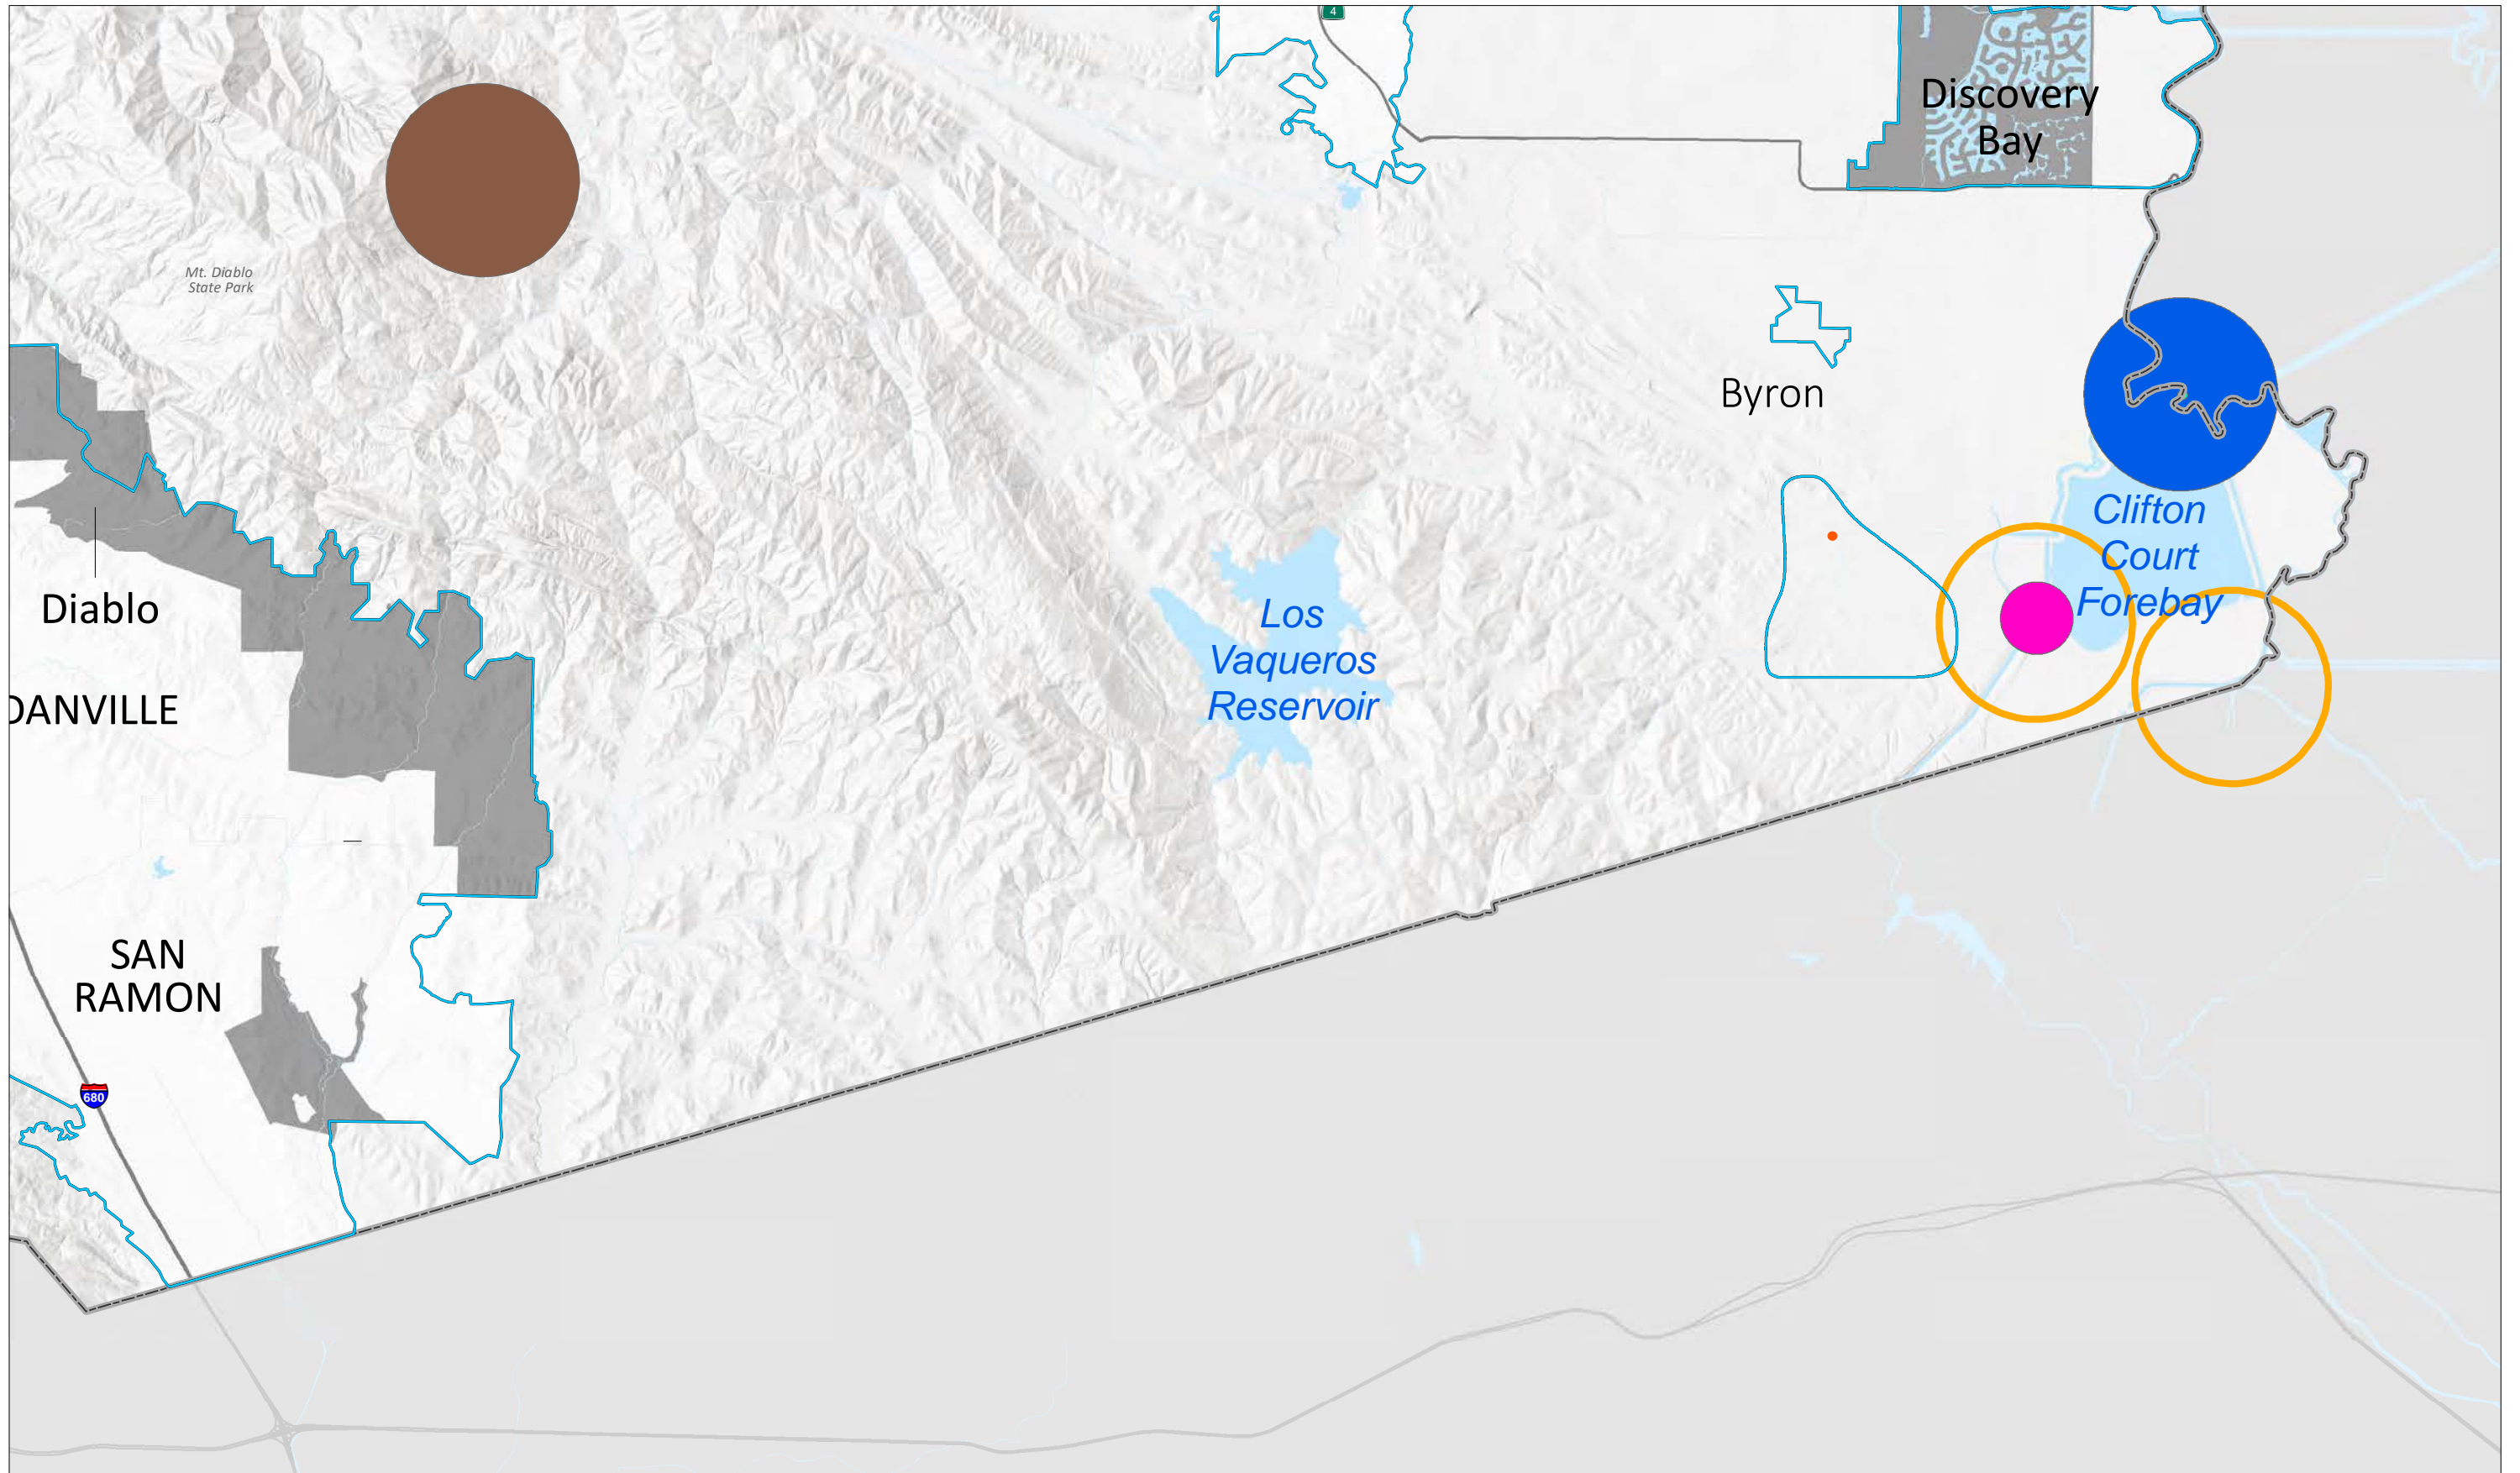 4
Discovery
Bay
Mt. Diablo
State Park
Byron
Clifton
Court
Forebay
Diablo
Los
Vaqueros
Reservoir
DANVILLE
SAN
RAMON
680